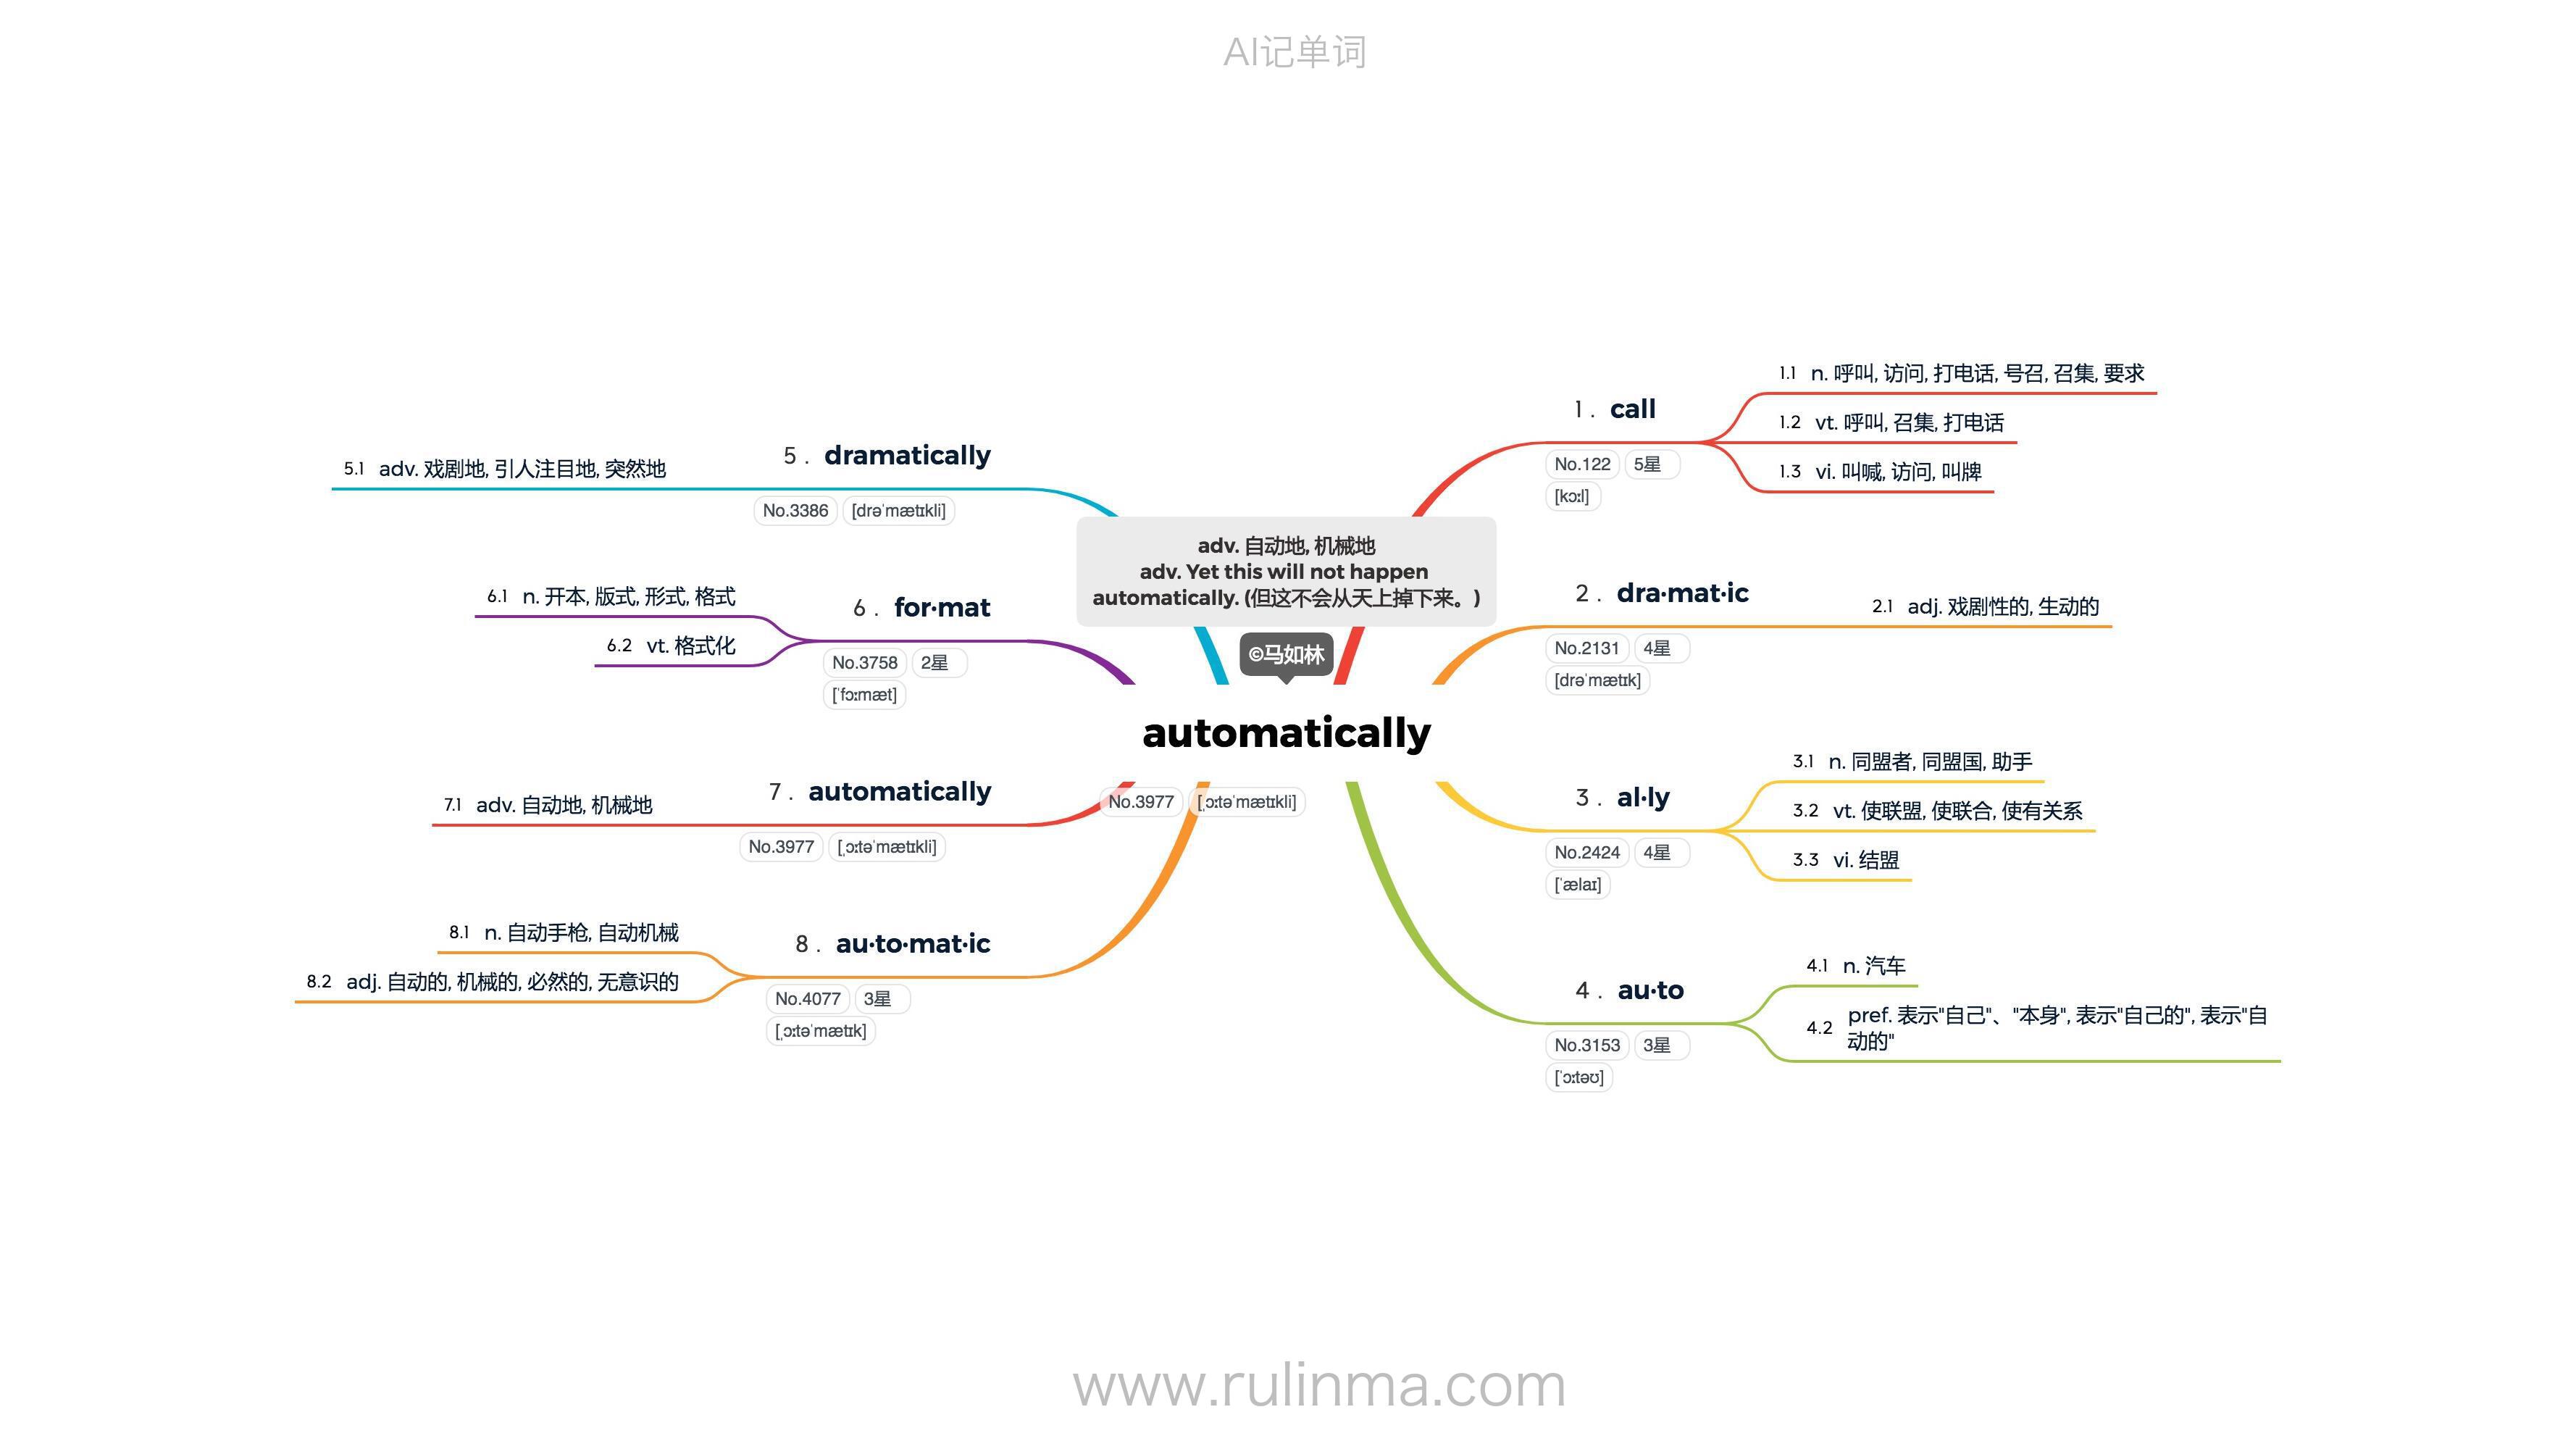 AI记单词
adv. 自动地, 机械地
adv. Yet this will not happen
automatically. (但这不会从天上掉下来。)
©马如林
automatically
No.3977 [ˌɔːtəˈmætɪkli]
1 . call
No.122 5星
[kɔːl]
1.1 n. 呼叫, 访问, 打电话, 号召, 召集, 要求
1.2 vt. 呼叫, 召集, 打电话
1.3 vi. 叫喊, 访问, 叫牌
2 . dra·mat·ic
No.2131 4星
[drəˈmætɪk]
2.1 adj. 戏剧性的, 生动的
3 . al·ly
No.2424 4星
[ˈælaɪ]
3.1 n. 同盟者, 同盟国, 助手
3.2 vt. 使联盟, 使联合, 使有关系
3.3 vi. 结盟
4 . au·to
No.3153 3星
[ˈɔːtəʊ]
4.1 n. 汽车
4.2 pref. 表示"自己"、"本身", 表示"自己的", 表示"自
动的"
5 . dramatically
No.3386 [drəˈmætɪkli]
5.1 adv. 戏剧地, 引人注目地, 突然地
6 . for·mat
No.3758 2星
[ˈfɔːmæt]
6.1 n. 开本, 版式, 形式, 格式
6.2 vt. 格式化
7 . automatically
No.3977 [ˌɔːtəˈmætɪkli]
7.1 adv. 自动地, 机械地
8 . au·to·mat·ic
No.4077 3星
[ˌɔːtəˈmætɪk]
8.1 n. 自动手枪, 自动机械
8.2 adj. 自动的, 机械的, 必然的, 无意识的
www.rulinma.com